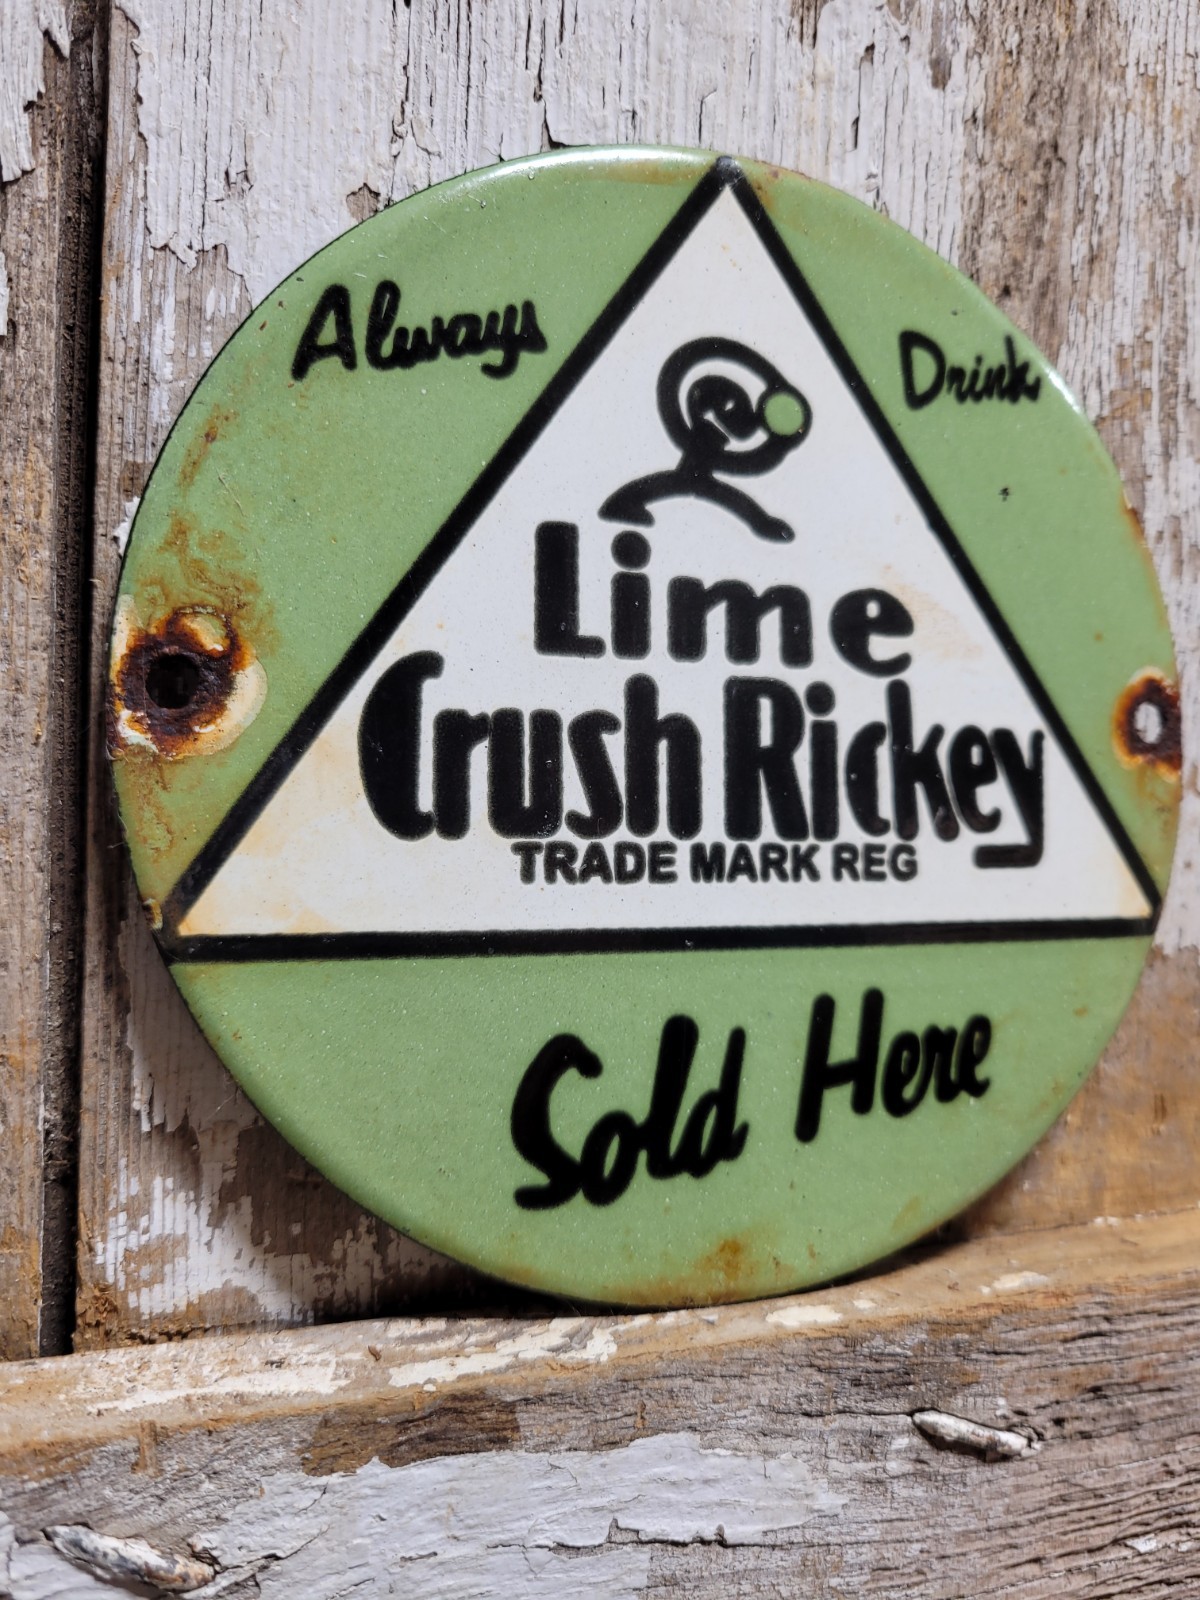 Always
Drink
Lime
Crush Rickey
TRADE MARK REG
Sold Here